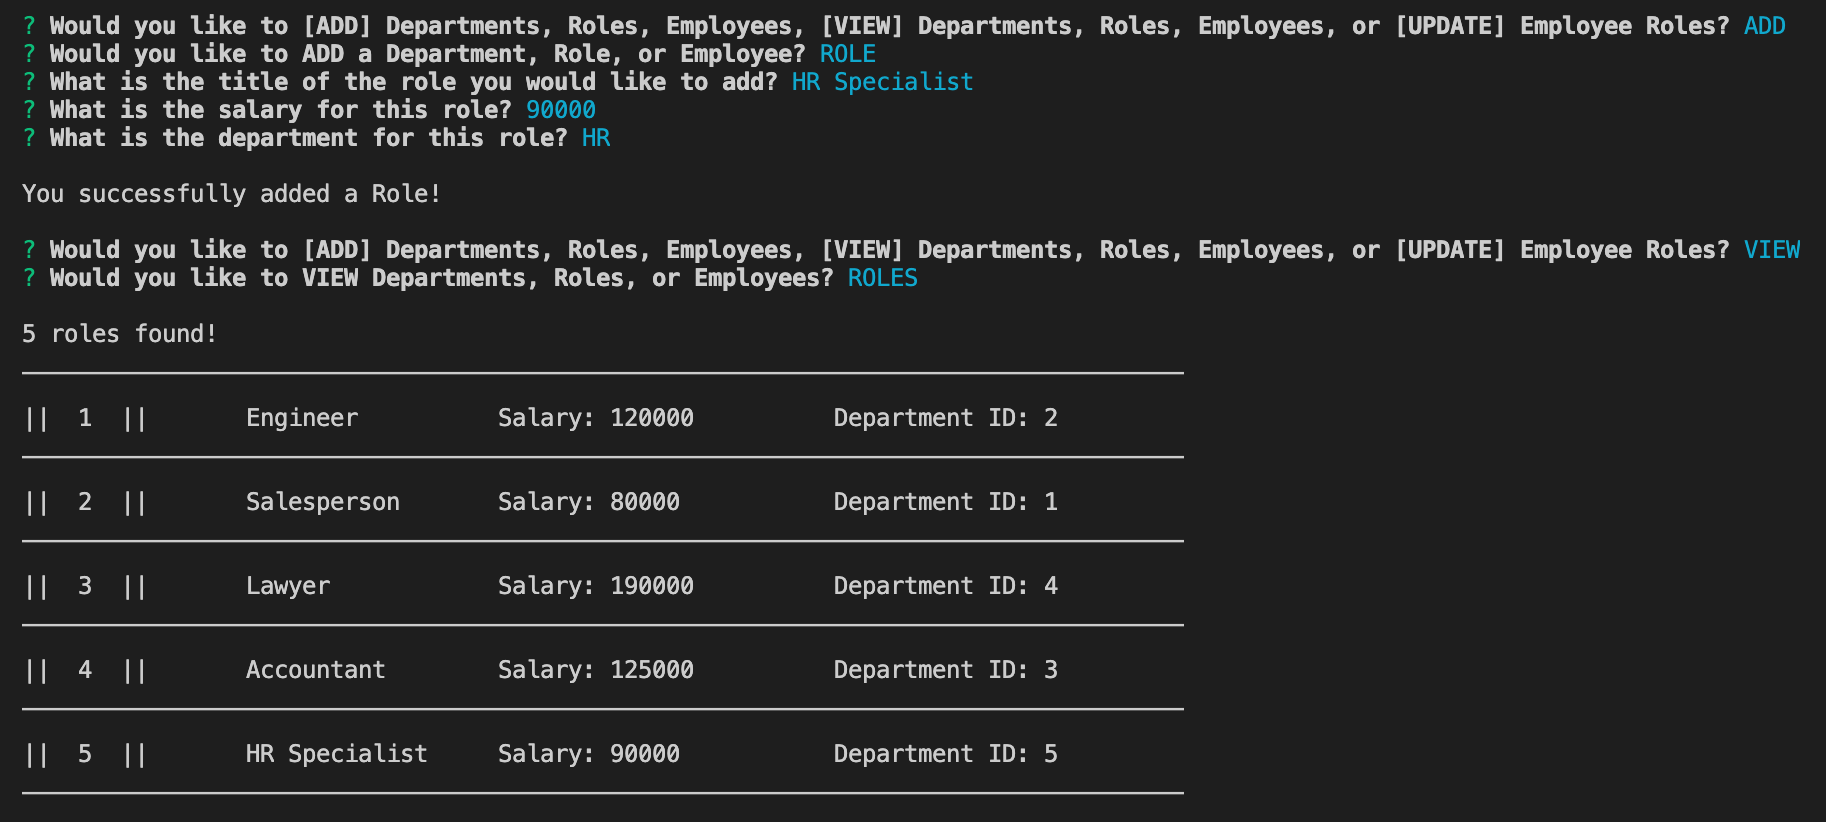 ? Would you like to [ADD] Departments, Roles, Employees, [VIEW] Departments, Roles, Employees, or [UPDATE] Employee Roles? ADD
? Would you like to ADD a Department, Role, or Employee? ROLE
? What is the title of the role you would like to add? HR Specialist
? What is the salary for this role? 90000
? What is the department for this role? HR
You successfully added a Role!
? Would you like to [ADD] Departments, Roles, Employees, [VIEW] Departments, Roles, Employees, or [UPDATE] Employee Roles? VIEW
? Would you like to VIEW Departments, Roles, or Employees? ROLES
5 roles found!
|| 1 || Engineer Salary: 120000 Department ID: 2
|| 2 || Salesperson Salary: 80000 Department ID: 1
|| 3 || Lawyer Salary: 190000 Department ID: 4
|| 4 || Accountant Salary: 125000 Department ID: 3
|| 5 || HR Specialist Salary: 90000 Department ID: 5